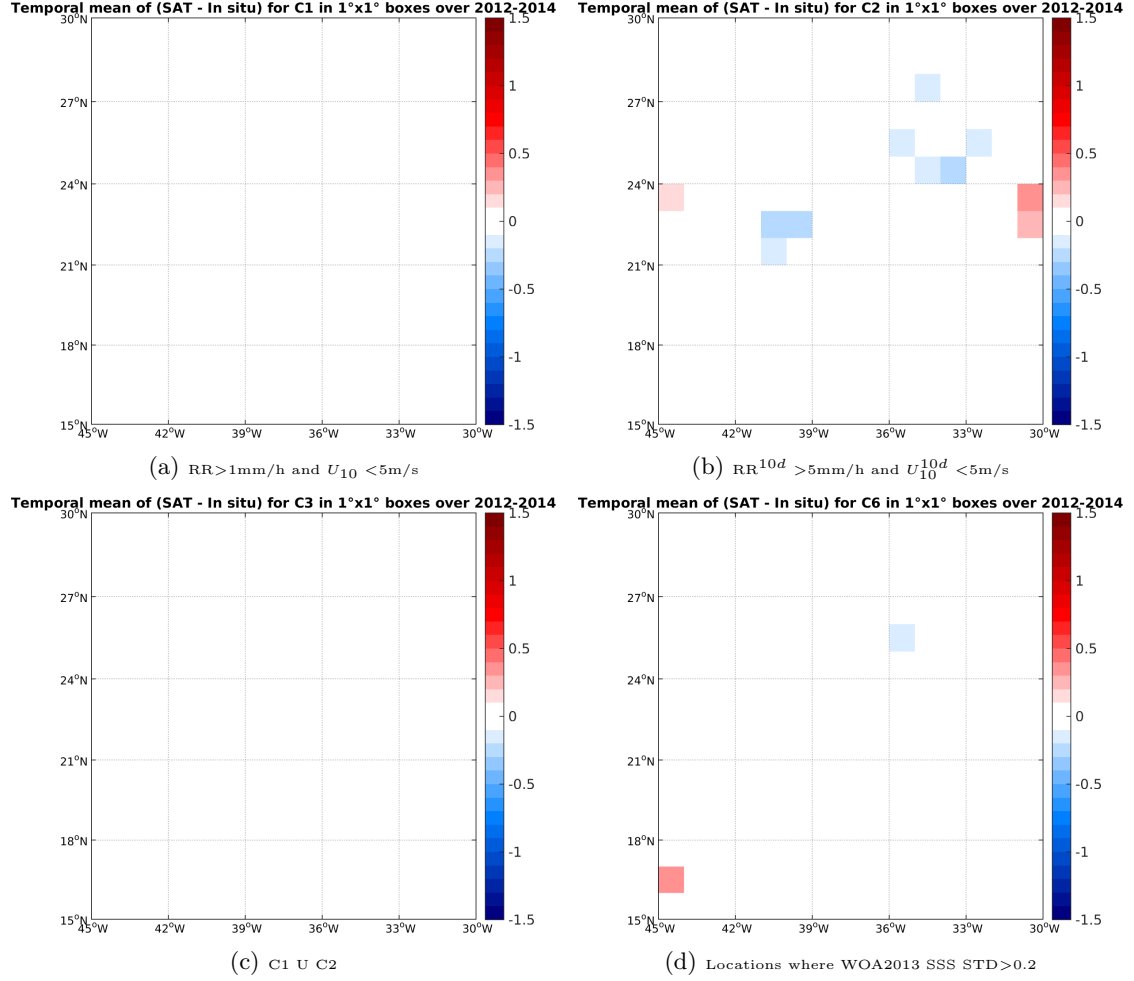 Temporal mean of (SAT - In situ) for C1 in 1°x1° boxes over 2012-2014
30°N
27°N
24°N
21°N
18°N
15°N
45°W 42°W 39°W 36°W 33°W 30°W
1.5
1
0.5
0
-0.5
-1
-1.5
(a) RR>1mm/h and U10 <5m/s
Temporal mean of (SAT - In situ) for C2 in 1°x1° boxes over 2012-2014
30°N
27°N
24°N
21°N
18°N
15°N
45°W 42°W 39°W 36°W 33°W 30°W
1.5
1
0.5
0
-0.5
-1
-1.5
(b) RR^10d >5mm/h and U10^10d <5m/s
Temporal mean of (SAT - In situ) for C3 in 1°x1° boxes over 2012-2014
30°N
27°N
24°N
21°N
18°N
15°N
45°W 42°W 39°W 36°W 33°W 30°W
1.5
1
0.5
0
-0.5
-1
-1.5
(c) C1 U C2
Temporal mean of (SAT - In situ) for C6 in 1°x1° boxes over 2012-2014
30°N
27°N
24°N
21°N
18°N
15°N
45°W 42°W 39°W 36°W 33°W 30°W
1.5
1
0.5
0
-0.5
-1
-1.5
(d) Locations where WOA2013 SSS STD>0.2